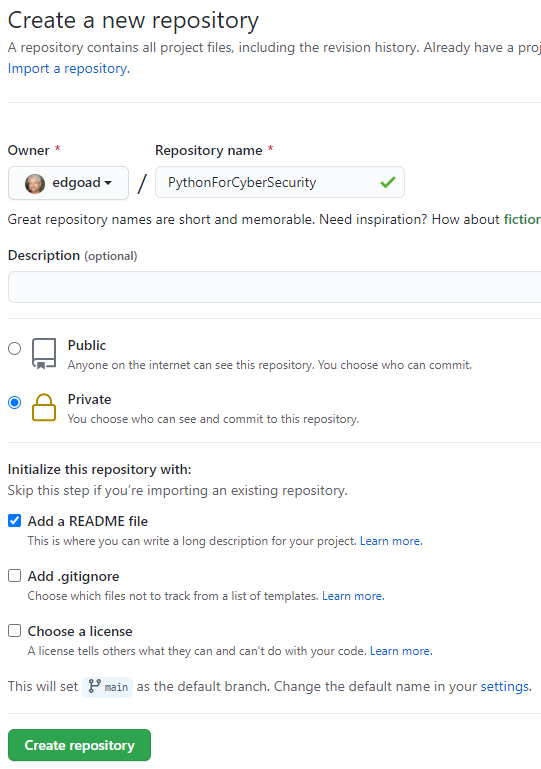 Create a new repository
A repository contains all project files, including the revision history. Already have a proj
Import a repository.
Owner * Repository name *
edgoad / PythonForCyberSecurity
Great repository names are short and memorable. Need inspiration? How about fiction
Description (optional)
Public
Anyone on the internet can see this repository. You choose who can commit.
Private
You choose who can see and commit to this repository.
Initialize this repository with:
Skip this step if you're importing an existing repository.
Add a README file
This is where you can write a long description for your project. Learn more.
Add .gitignore
Choose which files not to track from a list of templates. Learn more.
Choose a license
A license tells others what they can and can't do with your code. Learn more.
This will set main as the default branch. Change the default name in your settings.
Create repository